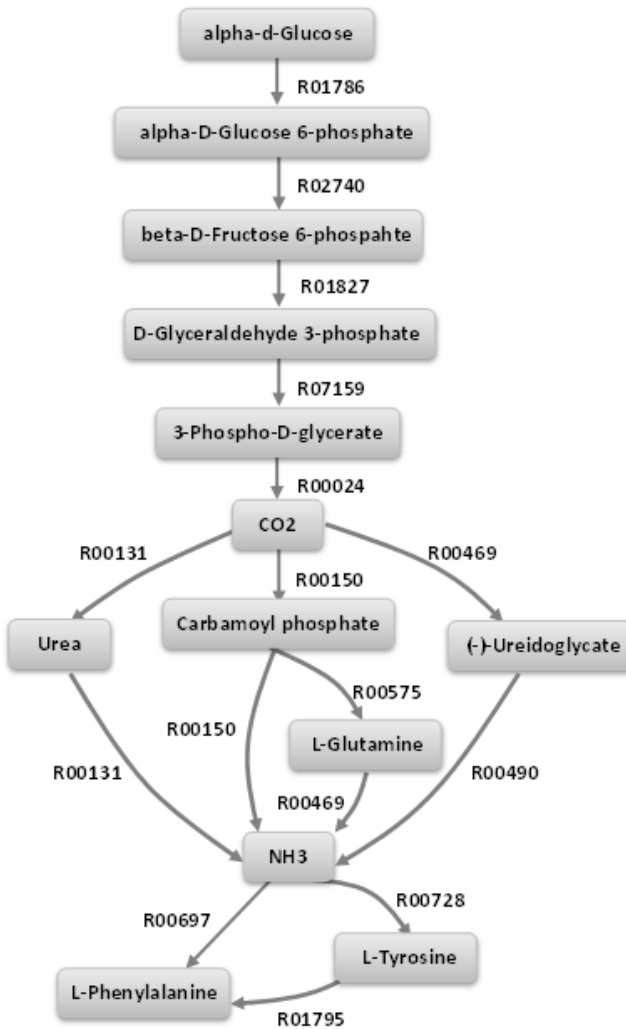 alpha-d-Glucose
R01786
alpha-D-Glucose 6-phosphate
R02740
beta-D-Fructose 6-phospahte
R01827
D-Glyceraldehyde 3-phosphate
R07159
3-Phospho-D-glycerate
R00024
CO2
R00131
R00150
R00469
Urea
Carbamoyl phosphate
(-)-Ureidoglycate
R00575
R00150
L-Glutamine
R00131
R00469
R00490
NH3
R00697
R00728
L-Tyrosine
L-Phenylalanine
R01795